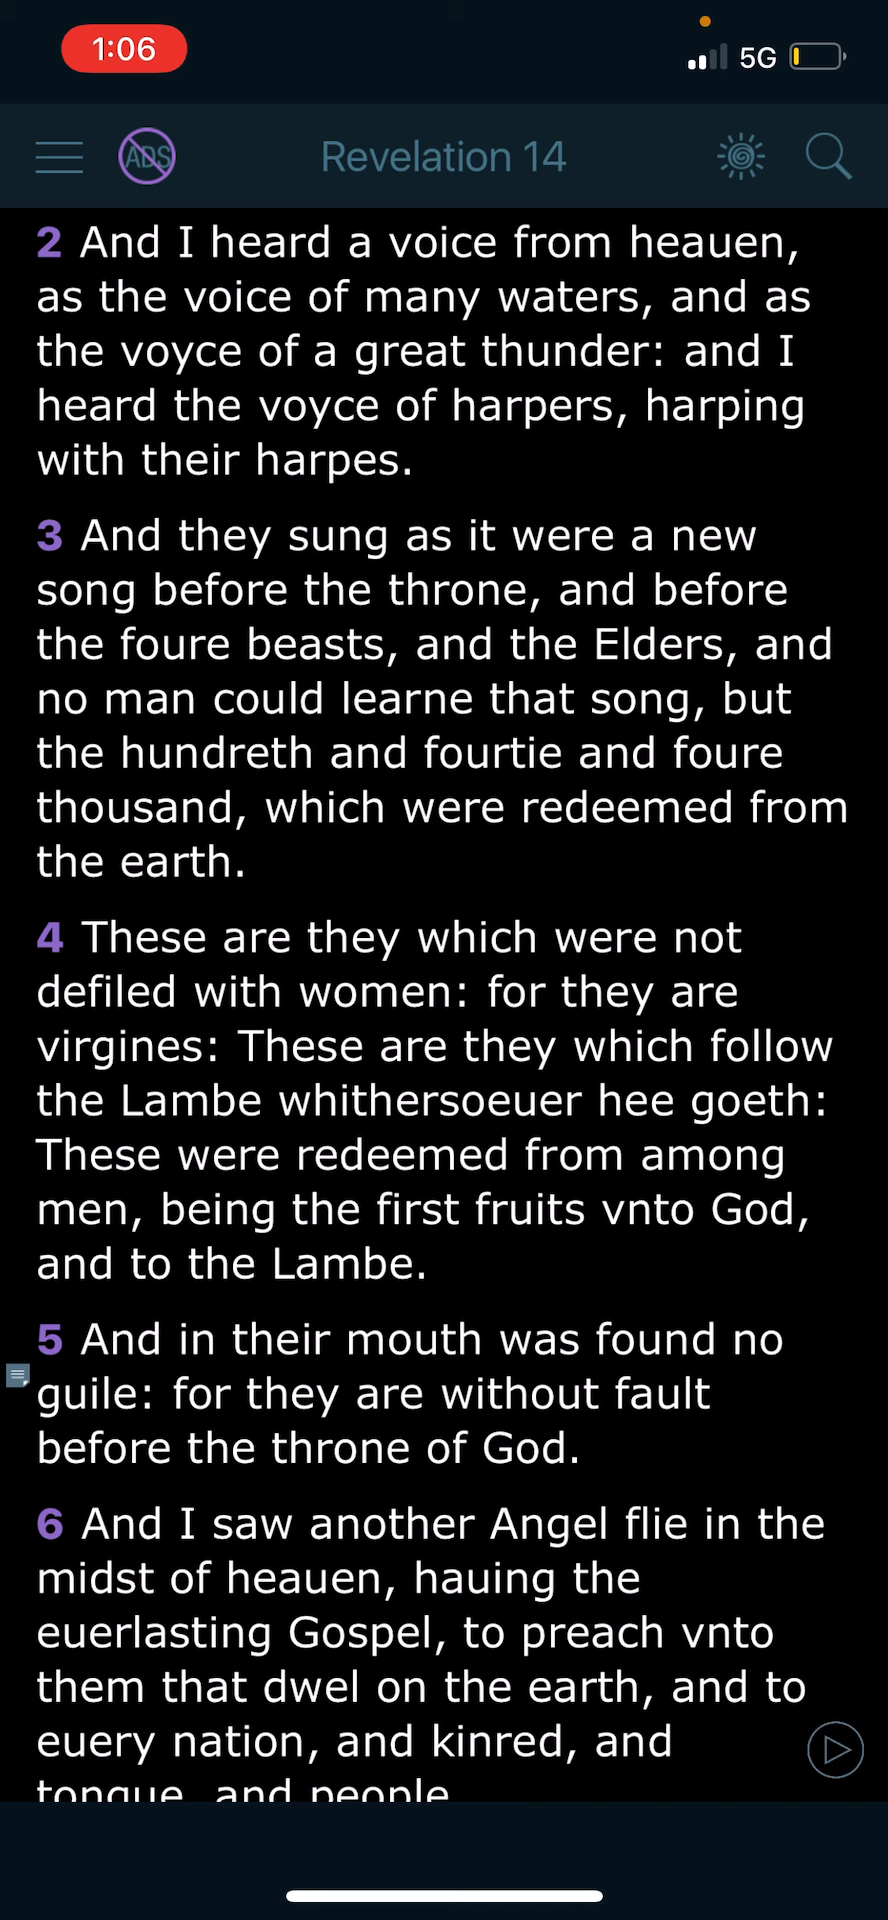 1:06
5G
ADS
Revelation 14
2 And I heard a voice from heauen,
as the voice of many waters, and as
the voyce of a great thunder: and I
heard the voyce of harpers, harping
with their harpes.
3 And they sung as it were a new
song before the throne, and before
the foure beasts, and the Elders, and
no man could learne that song, but
the hundreth and fourtie and foure
thousand, which were redeemed from
the earth.
4 These are they which were not
defiled with women: for they are
virgines: These are they which follow
the Lambe whithersoeuer hee goeth:
These were redeemed from among
men, being the first fruits vnto God,
and to the Lambe.
5 And in their mouth was found no
guile: for they are without fault
before the throne of God.
6 And I saw another Angel flie in the
midst of heauen, hauing the
euerlasting Gospel, to preach vnto
them that dwel on the earth, and to
euery nation, and kinred, and
tongue, and people